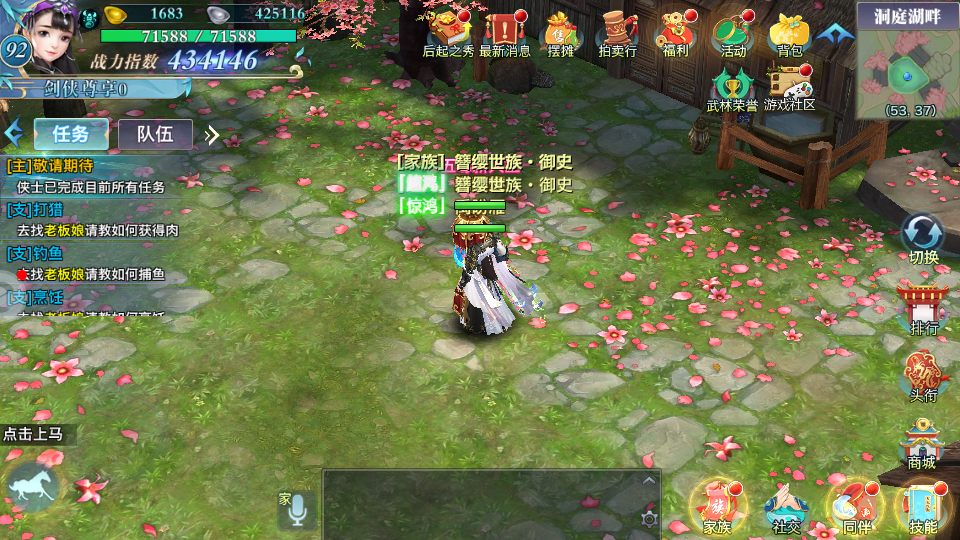 1683
425116
92
71588 / 71588
战力指数 434146
剑侠尊享0
后起之秀
最新消息
摆摊
拍卖行
福利
活动
背包
武林荣誉
游戏社区
洞庭湖畔
(53, 37)
任务
队伍
[主]敬请期待
侠士已完成目前所有任务
[支]打猎
去找老板娘请教如何获得肉
[支]钓鱼
去找老板娘请教如何捕鱼
[支]烹饪
[家族] 簪缨世族·御史
簪缨世族·御史
「惊鸿」
切换
排行
头衔
商城
点击上马
家
家族
族
社交
同伴
技能